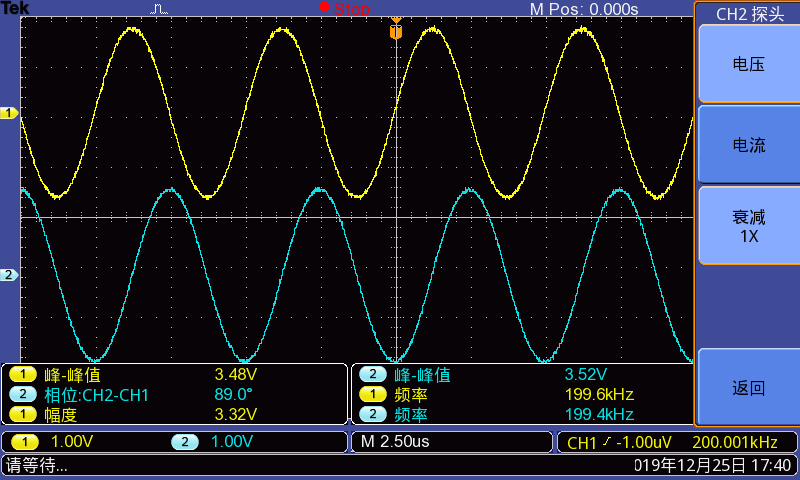 Tek Stop M Pos: 0.000s
CH2 探头
T
电压
1
电流
衰减
1X
2
返回
1 峰-峰值 3.48V 2 峰-峰值 3.52V
2 相位:CH2-CH1 89.0° 1 频率 199.6kHz
1 幅度 3.32V 2 频率 199.4kHz
1 1.00V 2 1.00V M 2.50us CH1 -1.00uV 200.001kHz
请等待... 019年12月25日 17:40